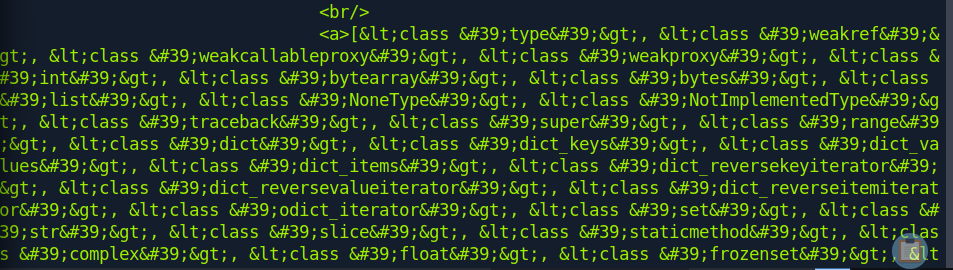 <br/>
<a>[&lt;class &#39;type&#39;&gt;, &lt;class &#39;weakref&#39;&
gt;, &lt;class &#39;weakcallableproxy&#39;&gt;, &lt;class &#39;weakproxy&#39;&gt;, &lt;class &
#39;int&#39;&gt;, &lt;class &#39;bytearray&#39;&gt;, &lt;class &#39;bytes&#39;&gt;, &lt;class 
&#39;list&#39;&gt;, &lt;class &#39;NoneType&#39;&gt;, &lt;class &#39;NotImplementedType&#39;&g
t;, &lt;class &#39;traceback&#39;&gt;, &lt;class &#39;super&#39;&gt;, &lt;class &#39;range&#39
;&gt;, &lt;class &#39;dict&#39;&gt;, &lt;class &#39;dict_keys&#39;&gt;, &lt;class &#39;dict_va
lues&#39;&gt;, &lt;class &#39;dict_items&#39;&gt;, &lt;class &#39;dict_reversekeyiterator&#39;
&gt;, &lt;class &#39;dict_reversevalueiterator&#39;&gt;, &lt;class &#39;dict_reverseitemiterat
or&#39;&gt;, &lt;class &#39;odict_iterator&#39;&gt;, &lt;class &#39;set&#39;&gt;, &lt;class &#
39;str&#39;&gt;, &lt;class &#39;slice&#39;&gt;, &lt;class &#39;staticmethod&#39;&gt;, &lt;clas
s &#39;complex&#39;&gt;, &lt;class &#39;float&#39;&gt;, &lt;class &#39;frozenset&#39;&gt;, &lt